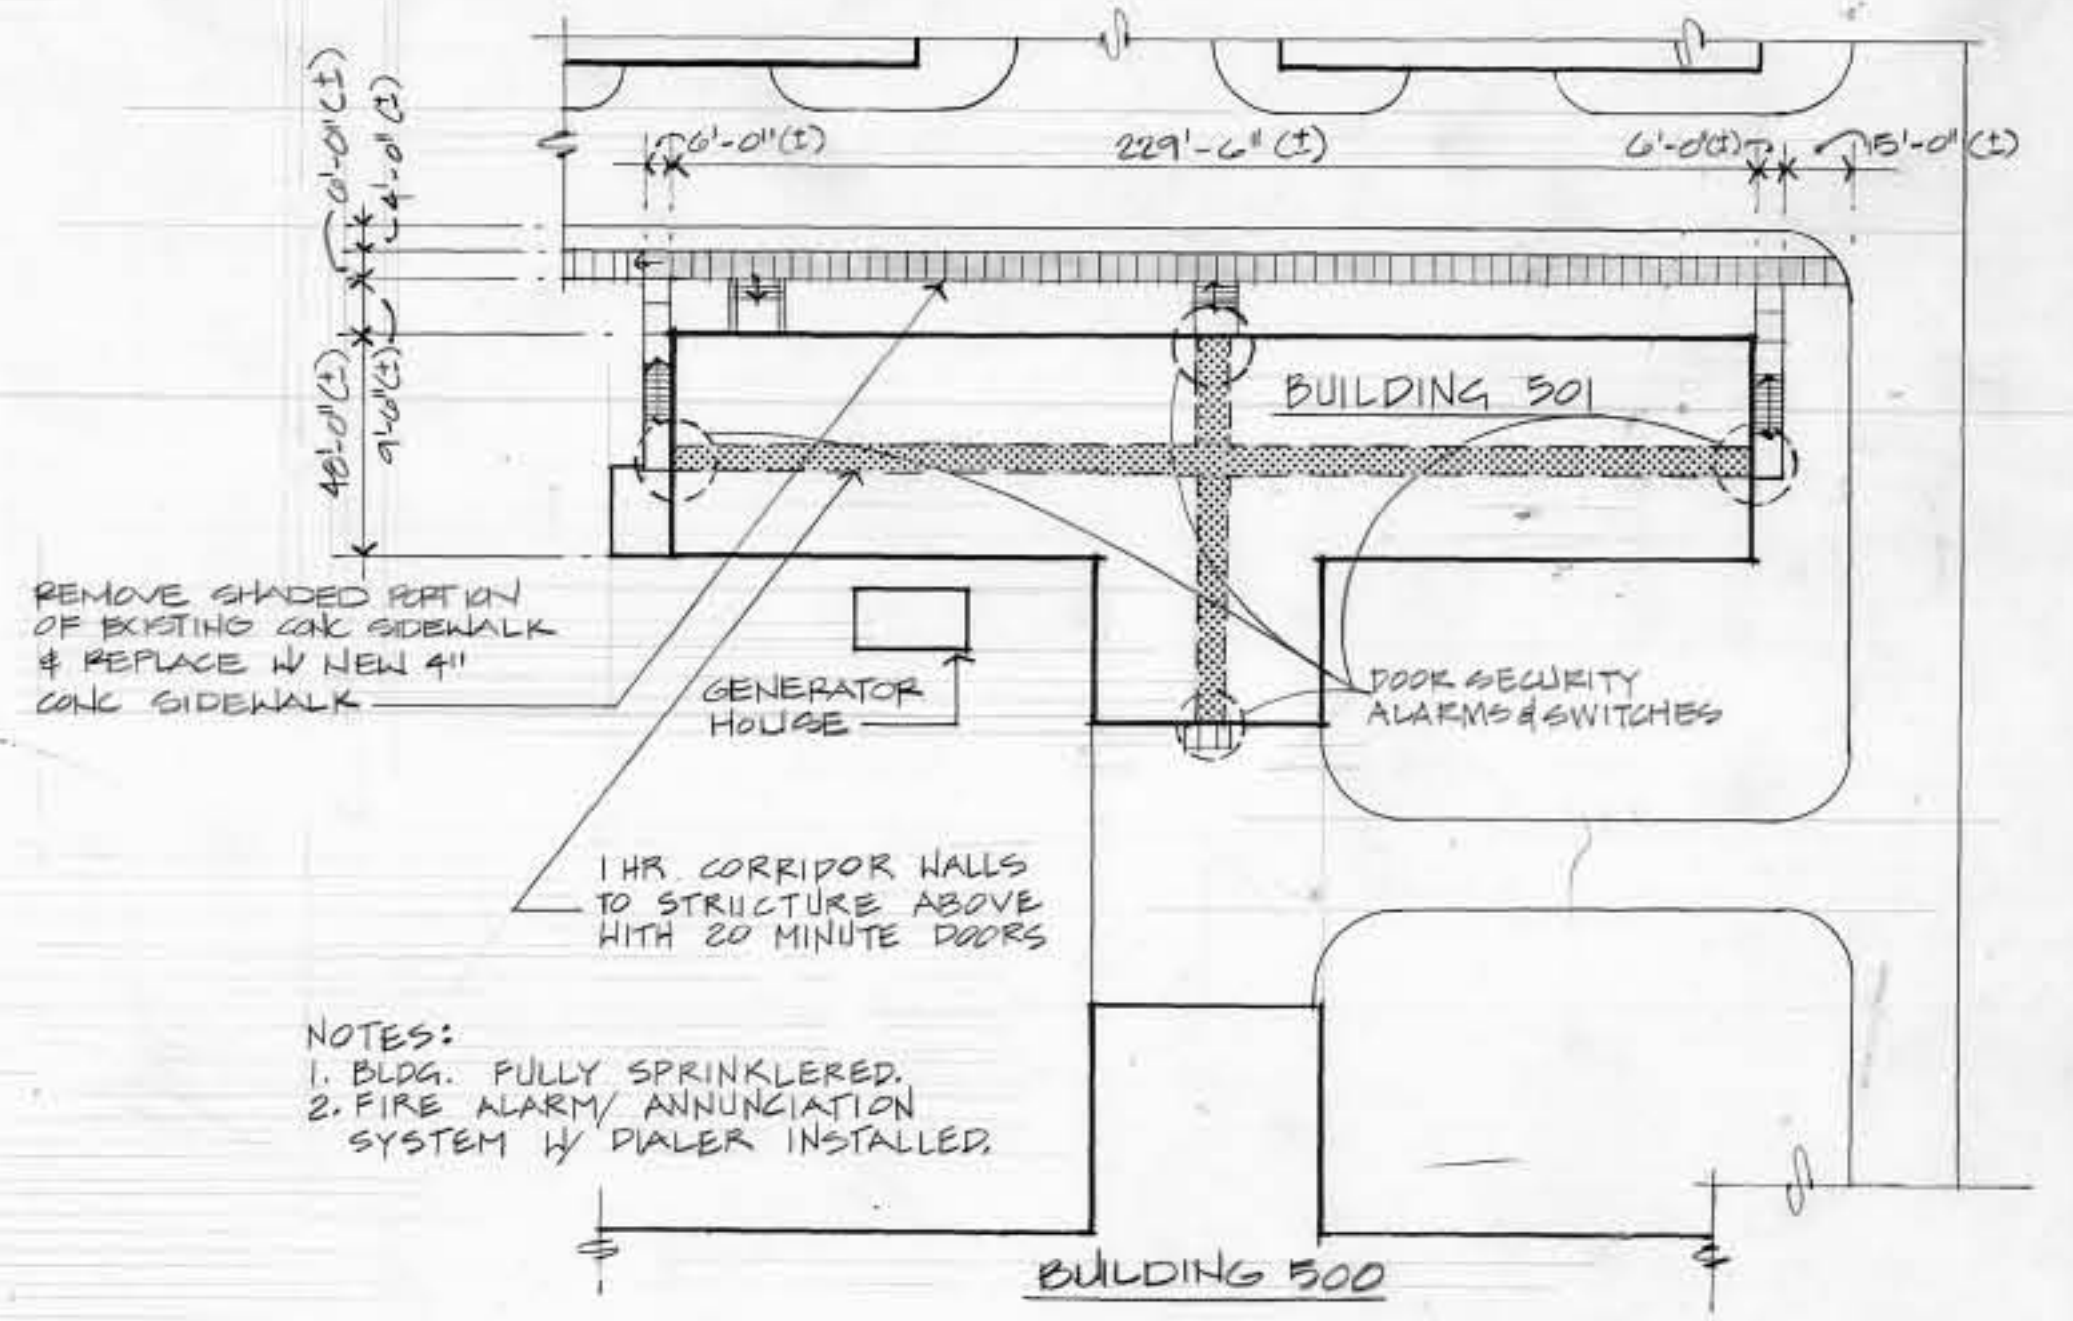 6'-0"(±)
4'-0"(±)
6'-0"(±)
229'-6"(±)
6'-0"(±)
15'-0"(±)
48'-0"(±)
9'-6"(±)
BUILDING 501
REMOVE SHADED PORTION
OF EXISTING CONC SIDEWALK
& REPLACE W/ NEW 4"
CONC SIDEWALK
GENERATOR
HOUSE
DOOR SECURITY
ALARMS & SWITCHES
1 HR. CORRIDOR WALLS
TO STRUCTURE ABOVE
WITH 20 MINUTE DOORS
NOTES:
1. BLDG. FULLY SPRINKLERED.
2. FIRE ALARM/ ANNUNCIATION
SYSTEM W/ DIALER INSTALLED.
BUILDING 500